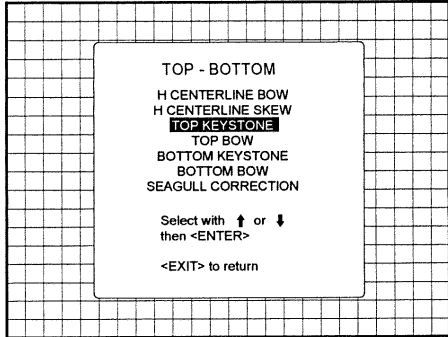 TOP - BOTTOM
H CENTERLINE BOW
H CENTERLINE SKEW
TOP KEYSTONE
TOP BOW
BOTTOM KEYSTONE
BOTTOM BOW
SEAGULL CORRECTION
Select with ⬆ or ⬇
then <ENTER>
<EXIT> to return